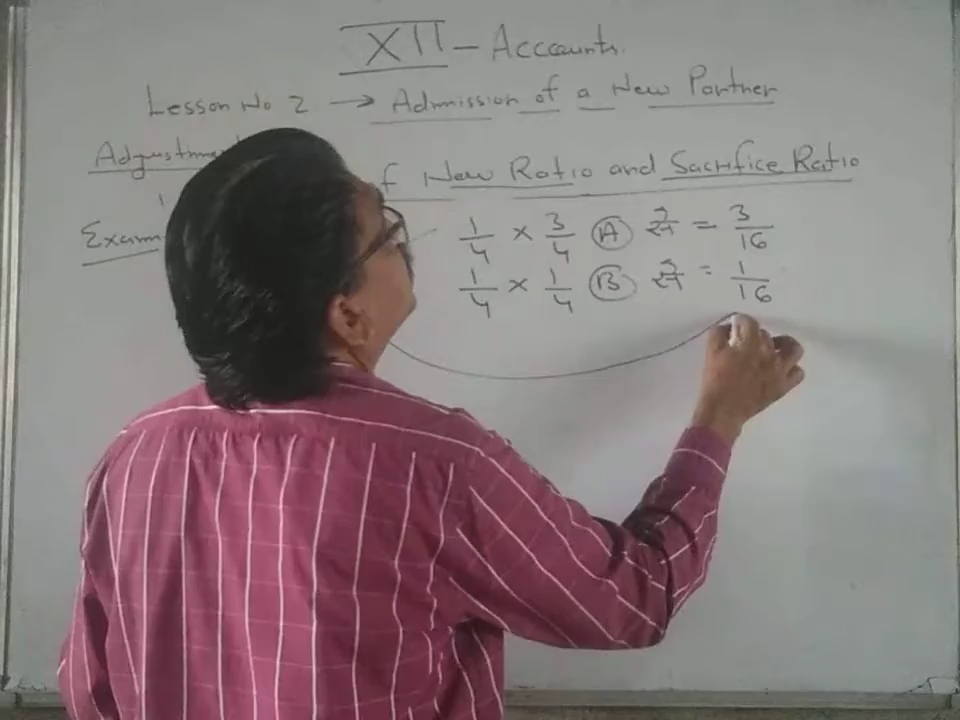 XII - Accounts.
Lesson No 2 → Admission of a New Partner
New Ratio and Sacrifice Ratio
1/4 × 3/4 (A) से = 3/16
1/4 × 1/4 (B) से = 1/16